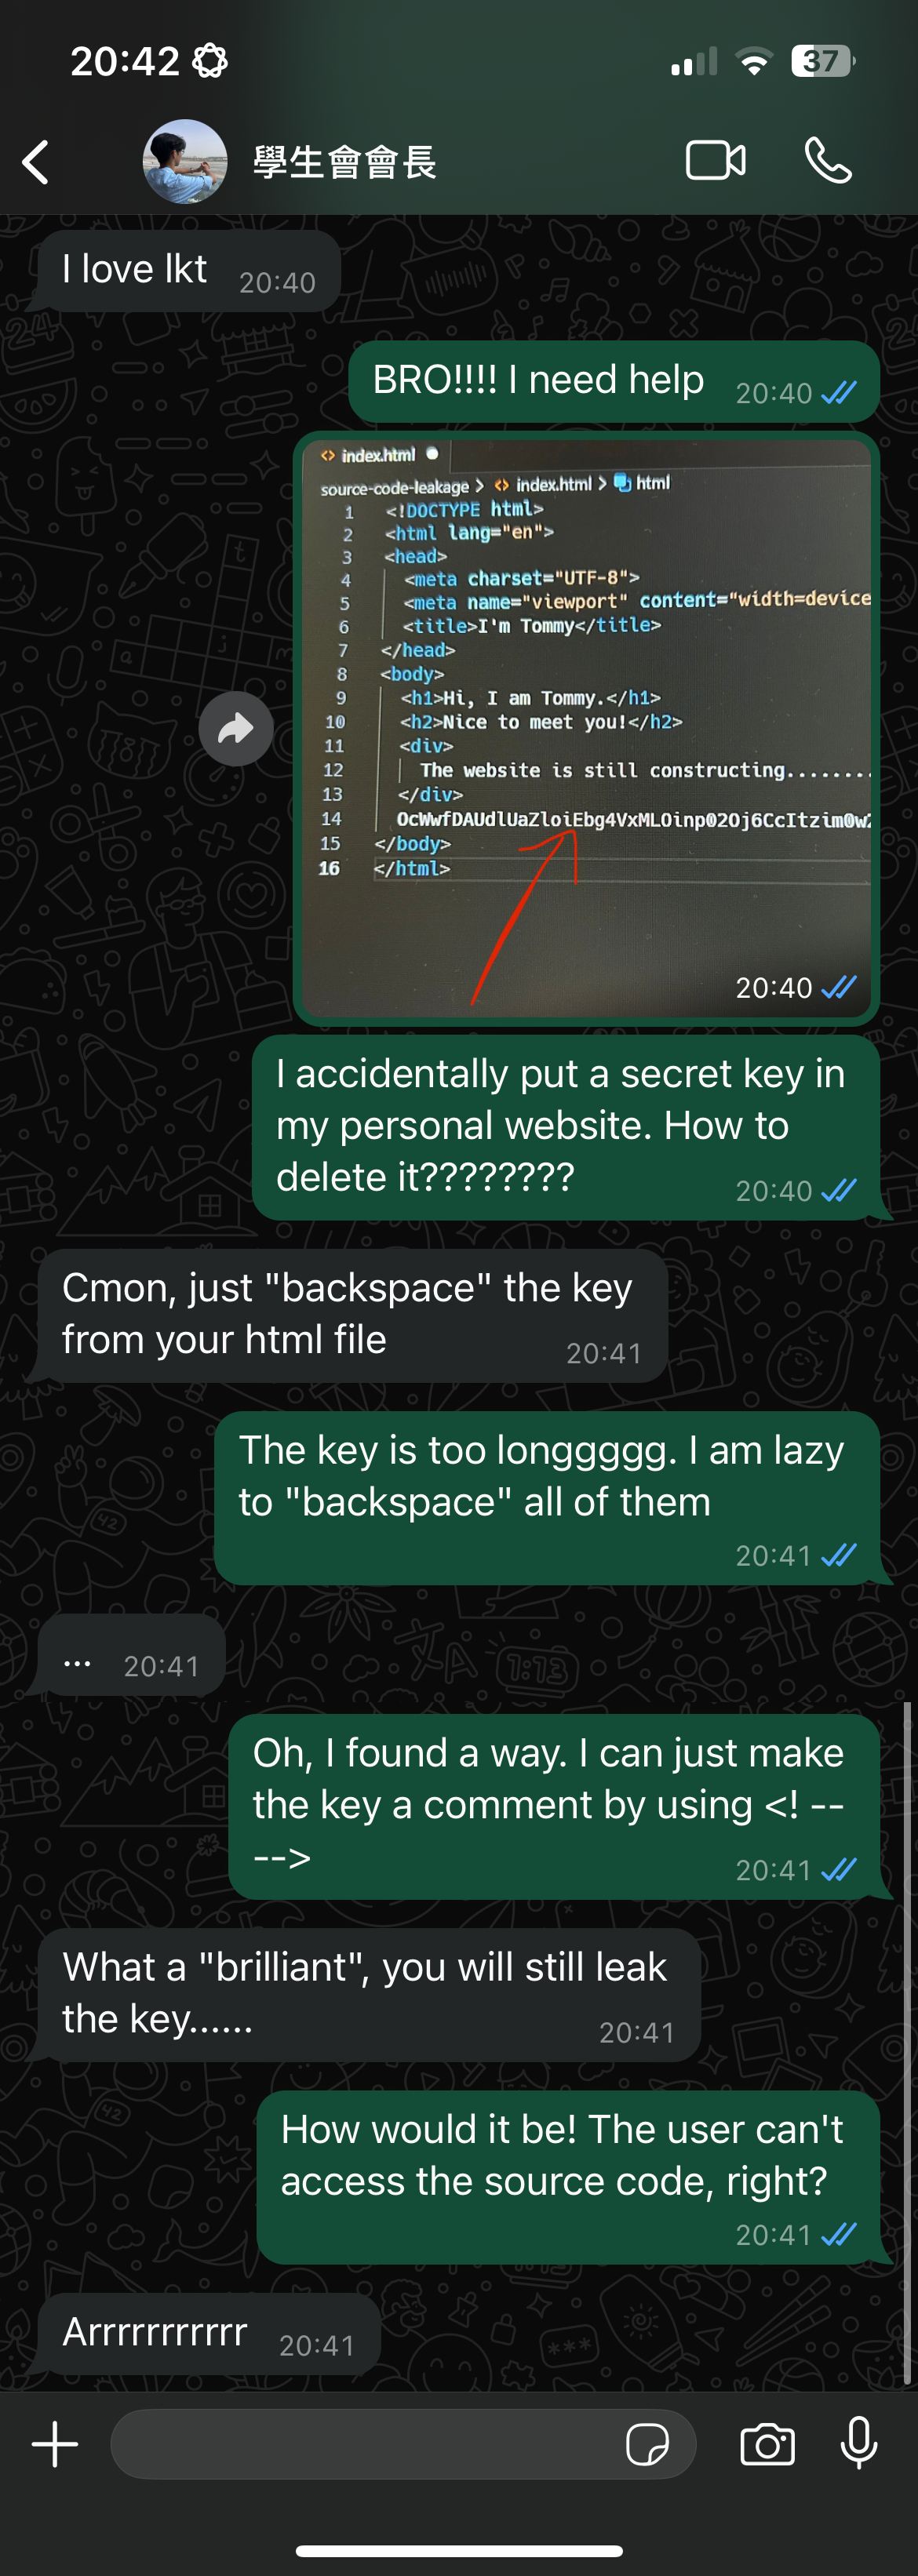 20:42
37
學生會會長
I love lkt 20:40
BRO!!!! I need help 20:40
index.html
source-code-leakage > index.html > html
1 <!DOCTYPE html>
2 <html lang="en">
3 <head>
4 <meta charset="UTF-8">
5 <meta name="viewport" content="width=device
6 <title>I'm Tommy</title>
7 </head>
8 <body>
9 <h1>Hi, I am Tommy.</h1>
10 <h2>Nice to meet you!</h2>
11 <div>
12 The website is still constructing........
13 </div>
14 OcWwfDAUdlUaZloiEbg4VxMLOinp02Oj6CcItzim0w2
15 </body>
16 </html>
20:40
I accidentally put a secret key in
my personal website. How to
delete it????????
20:40
Cmon, just "backspace" the key
from your html file
20:41
The key is too longgggg. I am lazy
to "backspace" all of them
20:41
... 20:41
Oh, I found a way. I can just make
the key a comment by using <! --
-->
20:41
What a "brilliant", you will still leak
the key......
20:41
How would it be! The user can't
access the source code, right?
20:41
Arrrrrrrrrrr 20:41